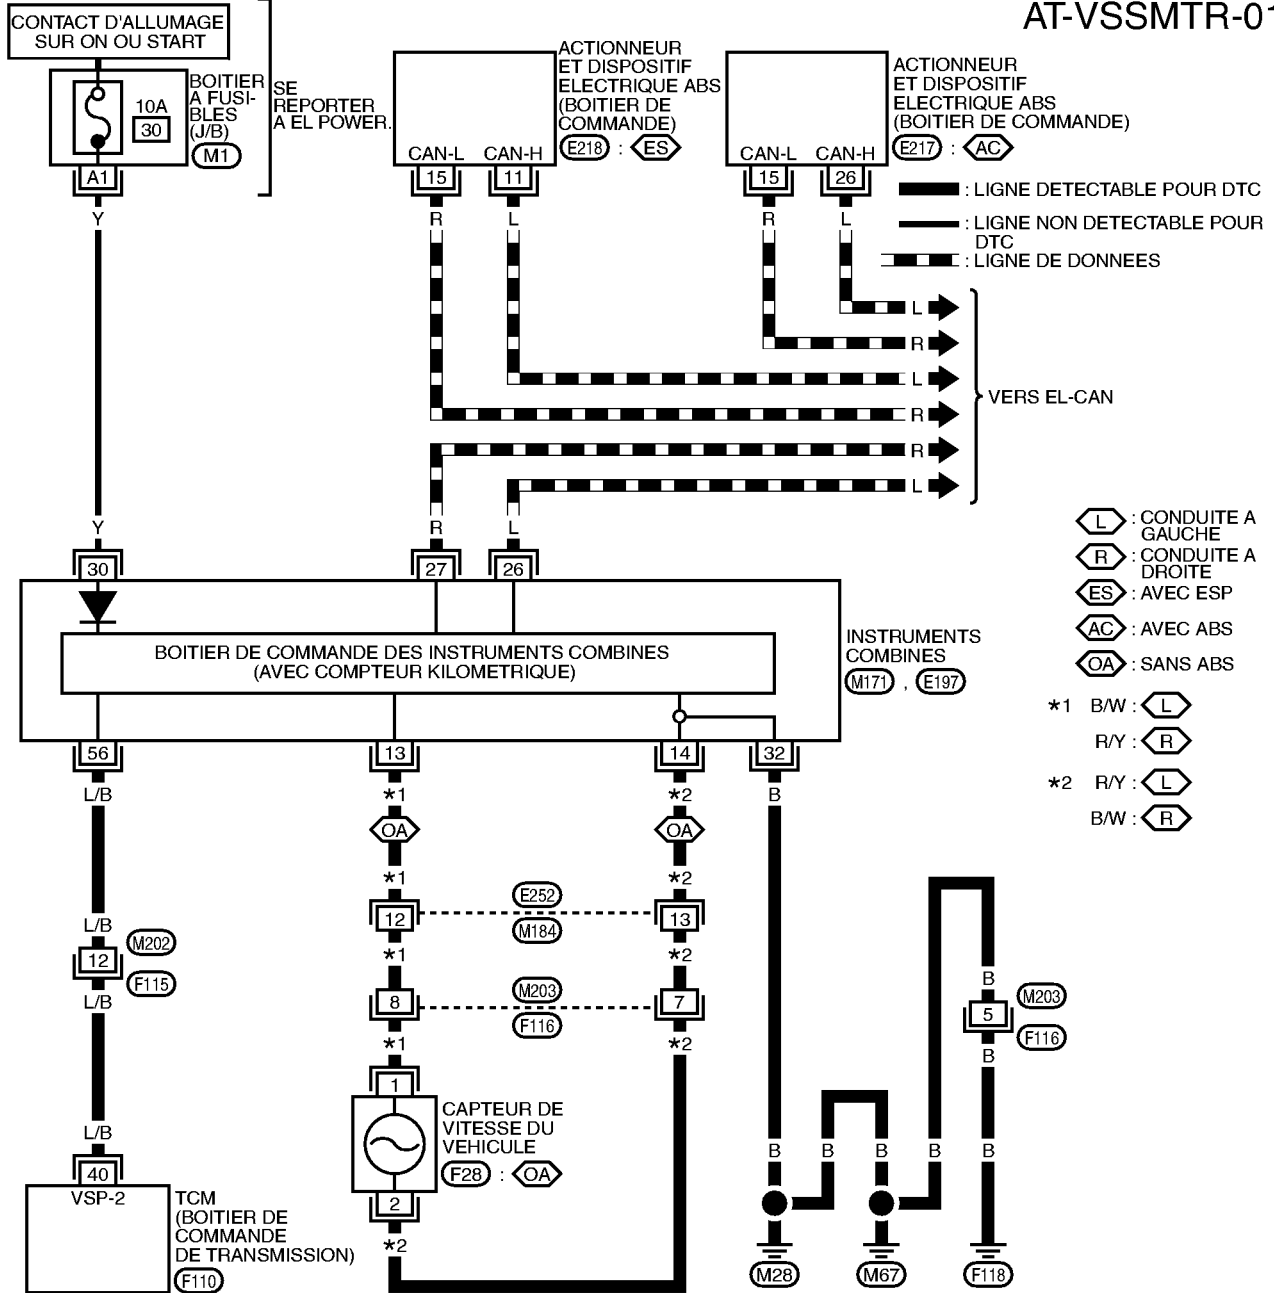 AT-VSSMTR-01
CONTACT D'ALLUMAGE
SUR ON OU START
10A
30
BOITIER
A FUSI-
BLES
(J/B)
M1
SE
REPORTER
A EL POWER.
A1
Y
Y
30
CAN-L
CAN-H
15
11
R
L
ACTIONNEUR
ET DISPOSITIF
ELECTRIQUE ABS
(BOITIER DE
COMMANDE)
E218 : ES
CAN-L
CAN-H
15
26
R
L
ACTIONNEUR
ET DISPOSITIF
ELECTRIQUE ABS
(BOITIER DE COMMANDE)
E217 : AC
: LIGNE DETECTABLE POUR DTC
: LIGNE NON DETECTABLE POUR
DTC
: LIGNE DE DONNEES
L
R
L
R
R
L
VERS EL-CAN
R
L
27
26
L : CONDUITE A
GAUCHE
R : CONDUITE A
DROITE
ES : AVEC ESP
AC : AVEC ABS
OA : SANS ABS
*1 B/W : L
R/Y : R
*2 R/Y : L
B/W : R
BOITIER DE COMMANDE DES INSTRUMENTS COMBINES
(AVEC COMPTEUR KILOMETRIQUE)
INSTRUMENTS
COMBINES
M171 , E197
56
13
14
32
L/B
*1
*2
B
OA
OA
*1
*2
L/B
12
M202
F115
L/B
L/B
40
VSP-2
TCM
(BOITIER DE
COMMANDE
DE TRANSMISSION)
F110
12
E252
M184
13
*1
*2
8
M203
F116
7
*1
*2
1
CAPTEUR DE
VITESSE DU
VEHICULE
F28 : OA
2
*2
B
5
M203
F116
B
B
B
B
B
B
M28
M67
F118